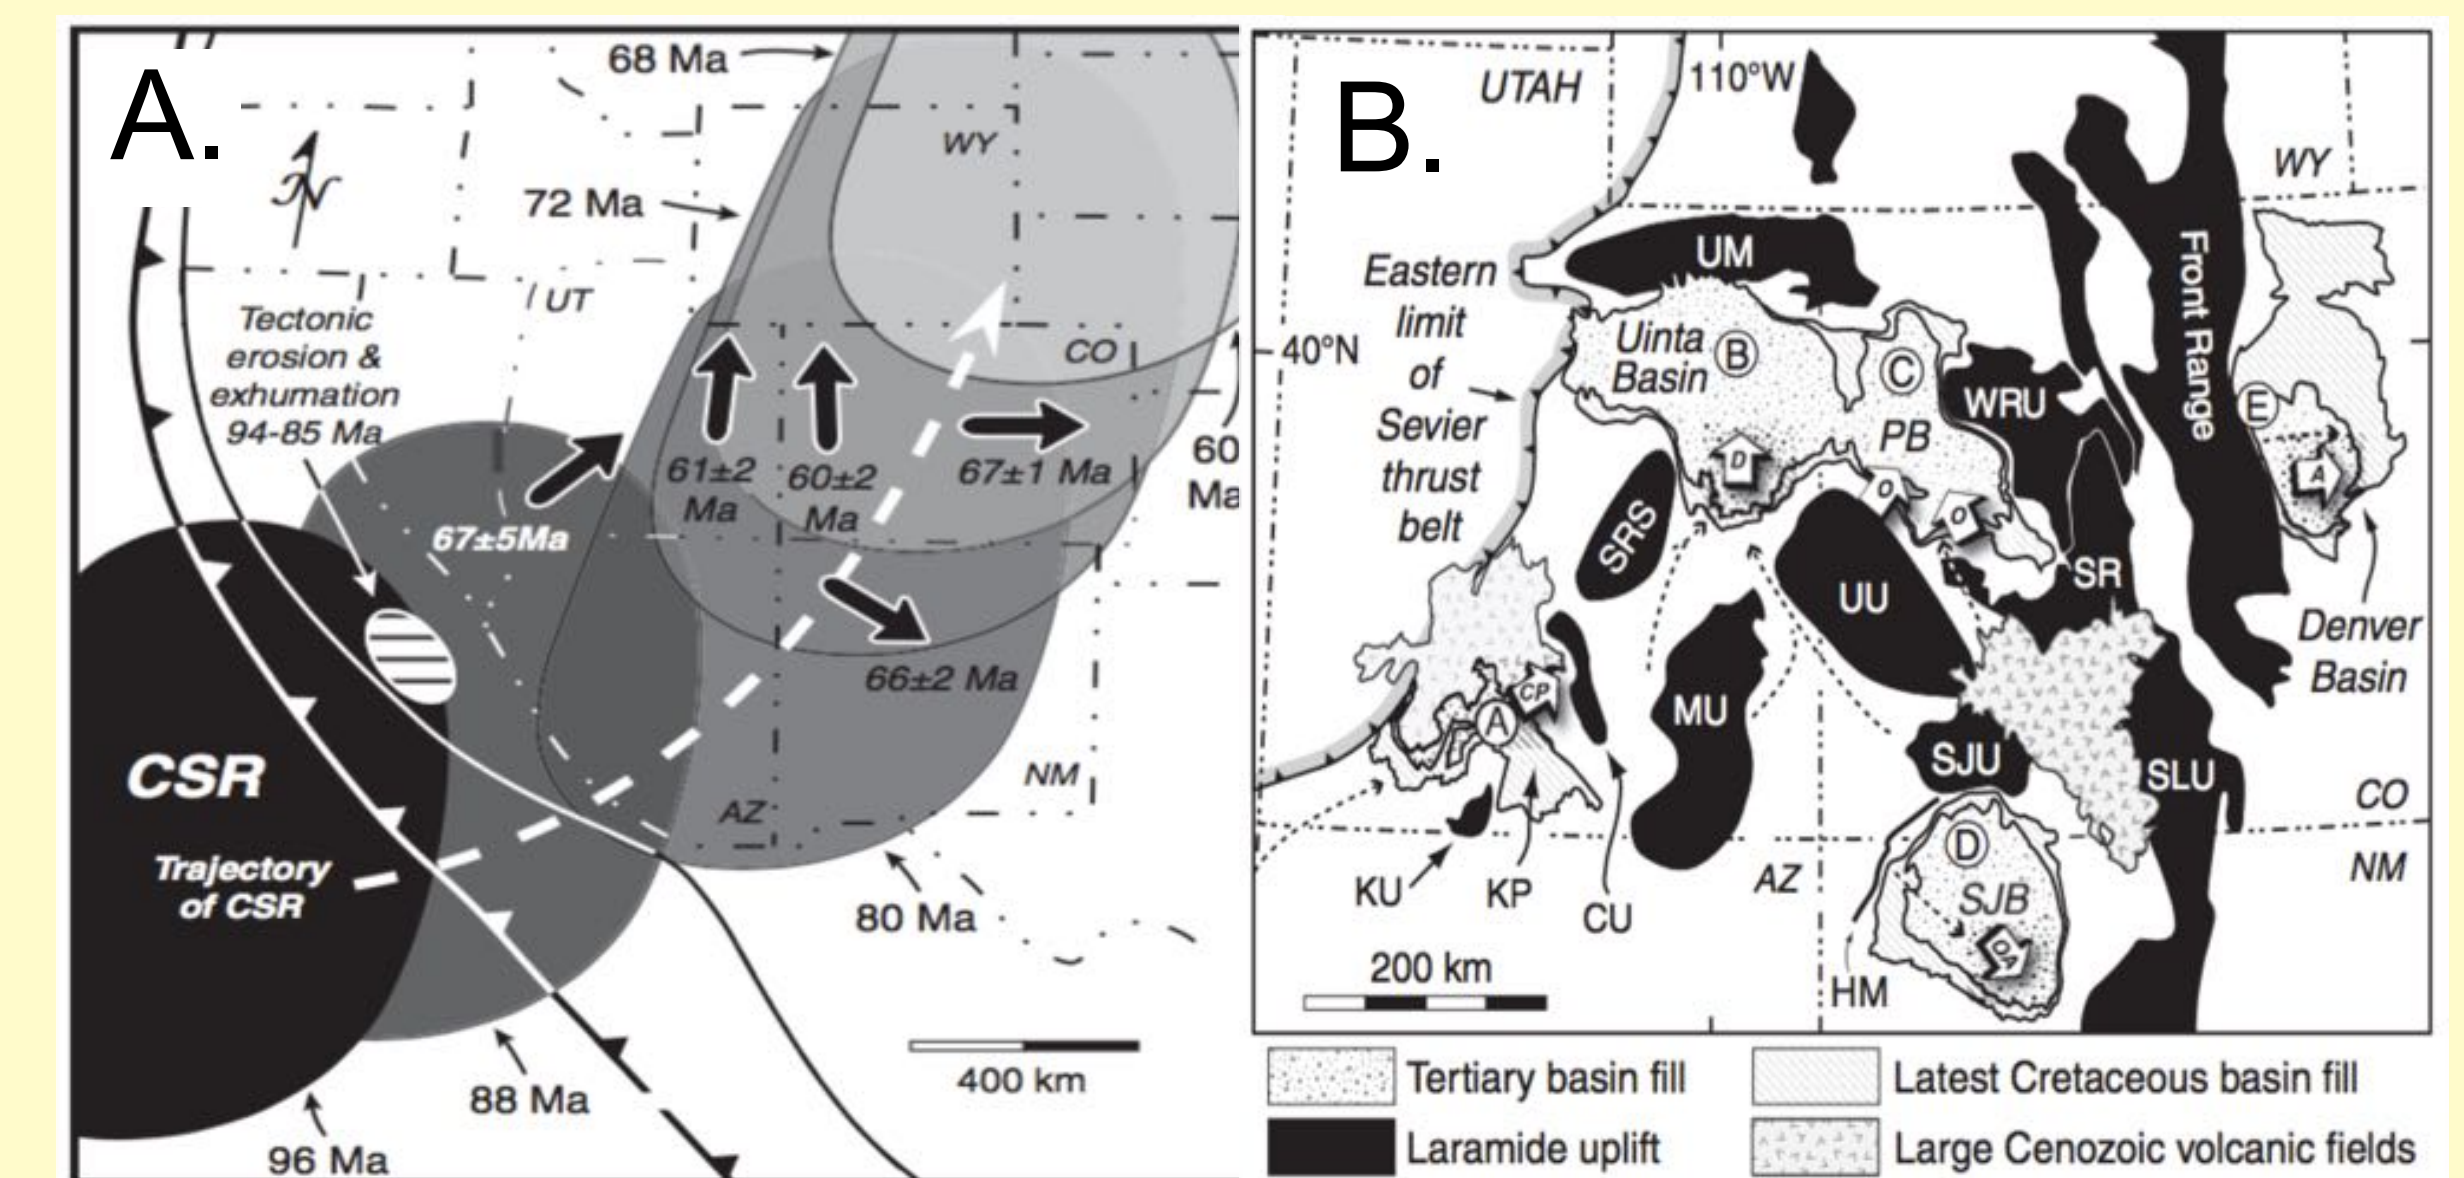 A.
N
68 Ma
72 Ma
WY
UT
Tectonic
erosion &
exhumation
94-85 Ma
CO
61±2
Ma
60±2
Ma
67±1 Ma
60
Ma
67±5Ma
66±2 Ma
CSR
Trajectory
of CSR
AZ
NM
80 Ma
88 Ma
96 Ma
400 km
B.
UTAH
110°W
WY
UM
Eastern
limit
of
Sevier
thrust
belt
40°N
Uinta
Basin
B
C
PB
WRU
Front Range
E
A
D
O
O
SRS
UU
SR
Denver
Basin
CP
A
MU
SJU
SLU
CO
KU
KP
CU
AZ
NM
D
SJB
OA
HM
200 km
Tertiary basin fill
Latest Cretaceous basin fill
Laramide uplift
Large Cenozoic volcanic fields